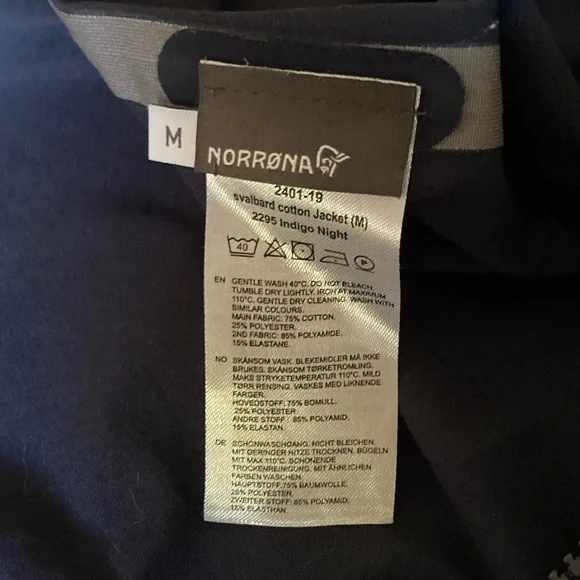 M
NORRØNA
2401-19
svalbard cotton Jacket (M)
2295 Indigo Night
40
P
EN GENTLE WASH 40°C. DO NOT BLEACH.
TUMBLE DRY LIGHTLY. IRON AT MAXIMUM
110°C. GENTLE DRY CLEANING. WASH WITH
SIMILAR COLOURS.
MAIN FABRIC: 75% COTTON.
25% POLYESTER.
2ND FABRIC: 85% POLYAMIDE.
15% ELASTANE.
NO SKÅNSOM VASK. BLEKEMIDLER MÅ IKKE
BRUKES. SKÅNSOM TØRKETROMLING.
MAKS STRYKETEMPERATUR 110°C. MILD
TØRR RENSING. VASKES MED LIKNENDE
FARGER.
HOVEDSTOFF: 75% BOMULL.
25% POLYESTER.
ANDRE STOFF : 85% POLYAMID.
15% ELASTAN.
DE SCHONWASCHGANG. NICHT BLEICHEN.
MIT GERINGER HITZE TROCKNEN. BÜGELN
MIT MAX 110°C. SCHONENDE
TROCKENREINIGUNG. MIT ÄHNLICHEN
FARBEN WASCHEN.
HAUPTSTOFF:75% BAUMWOLLE.
25% POLYESTER.
ZWEITER STOFF: 85% POLYAMID.
15% ELASTHAN.